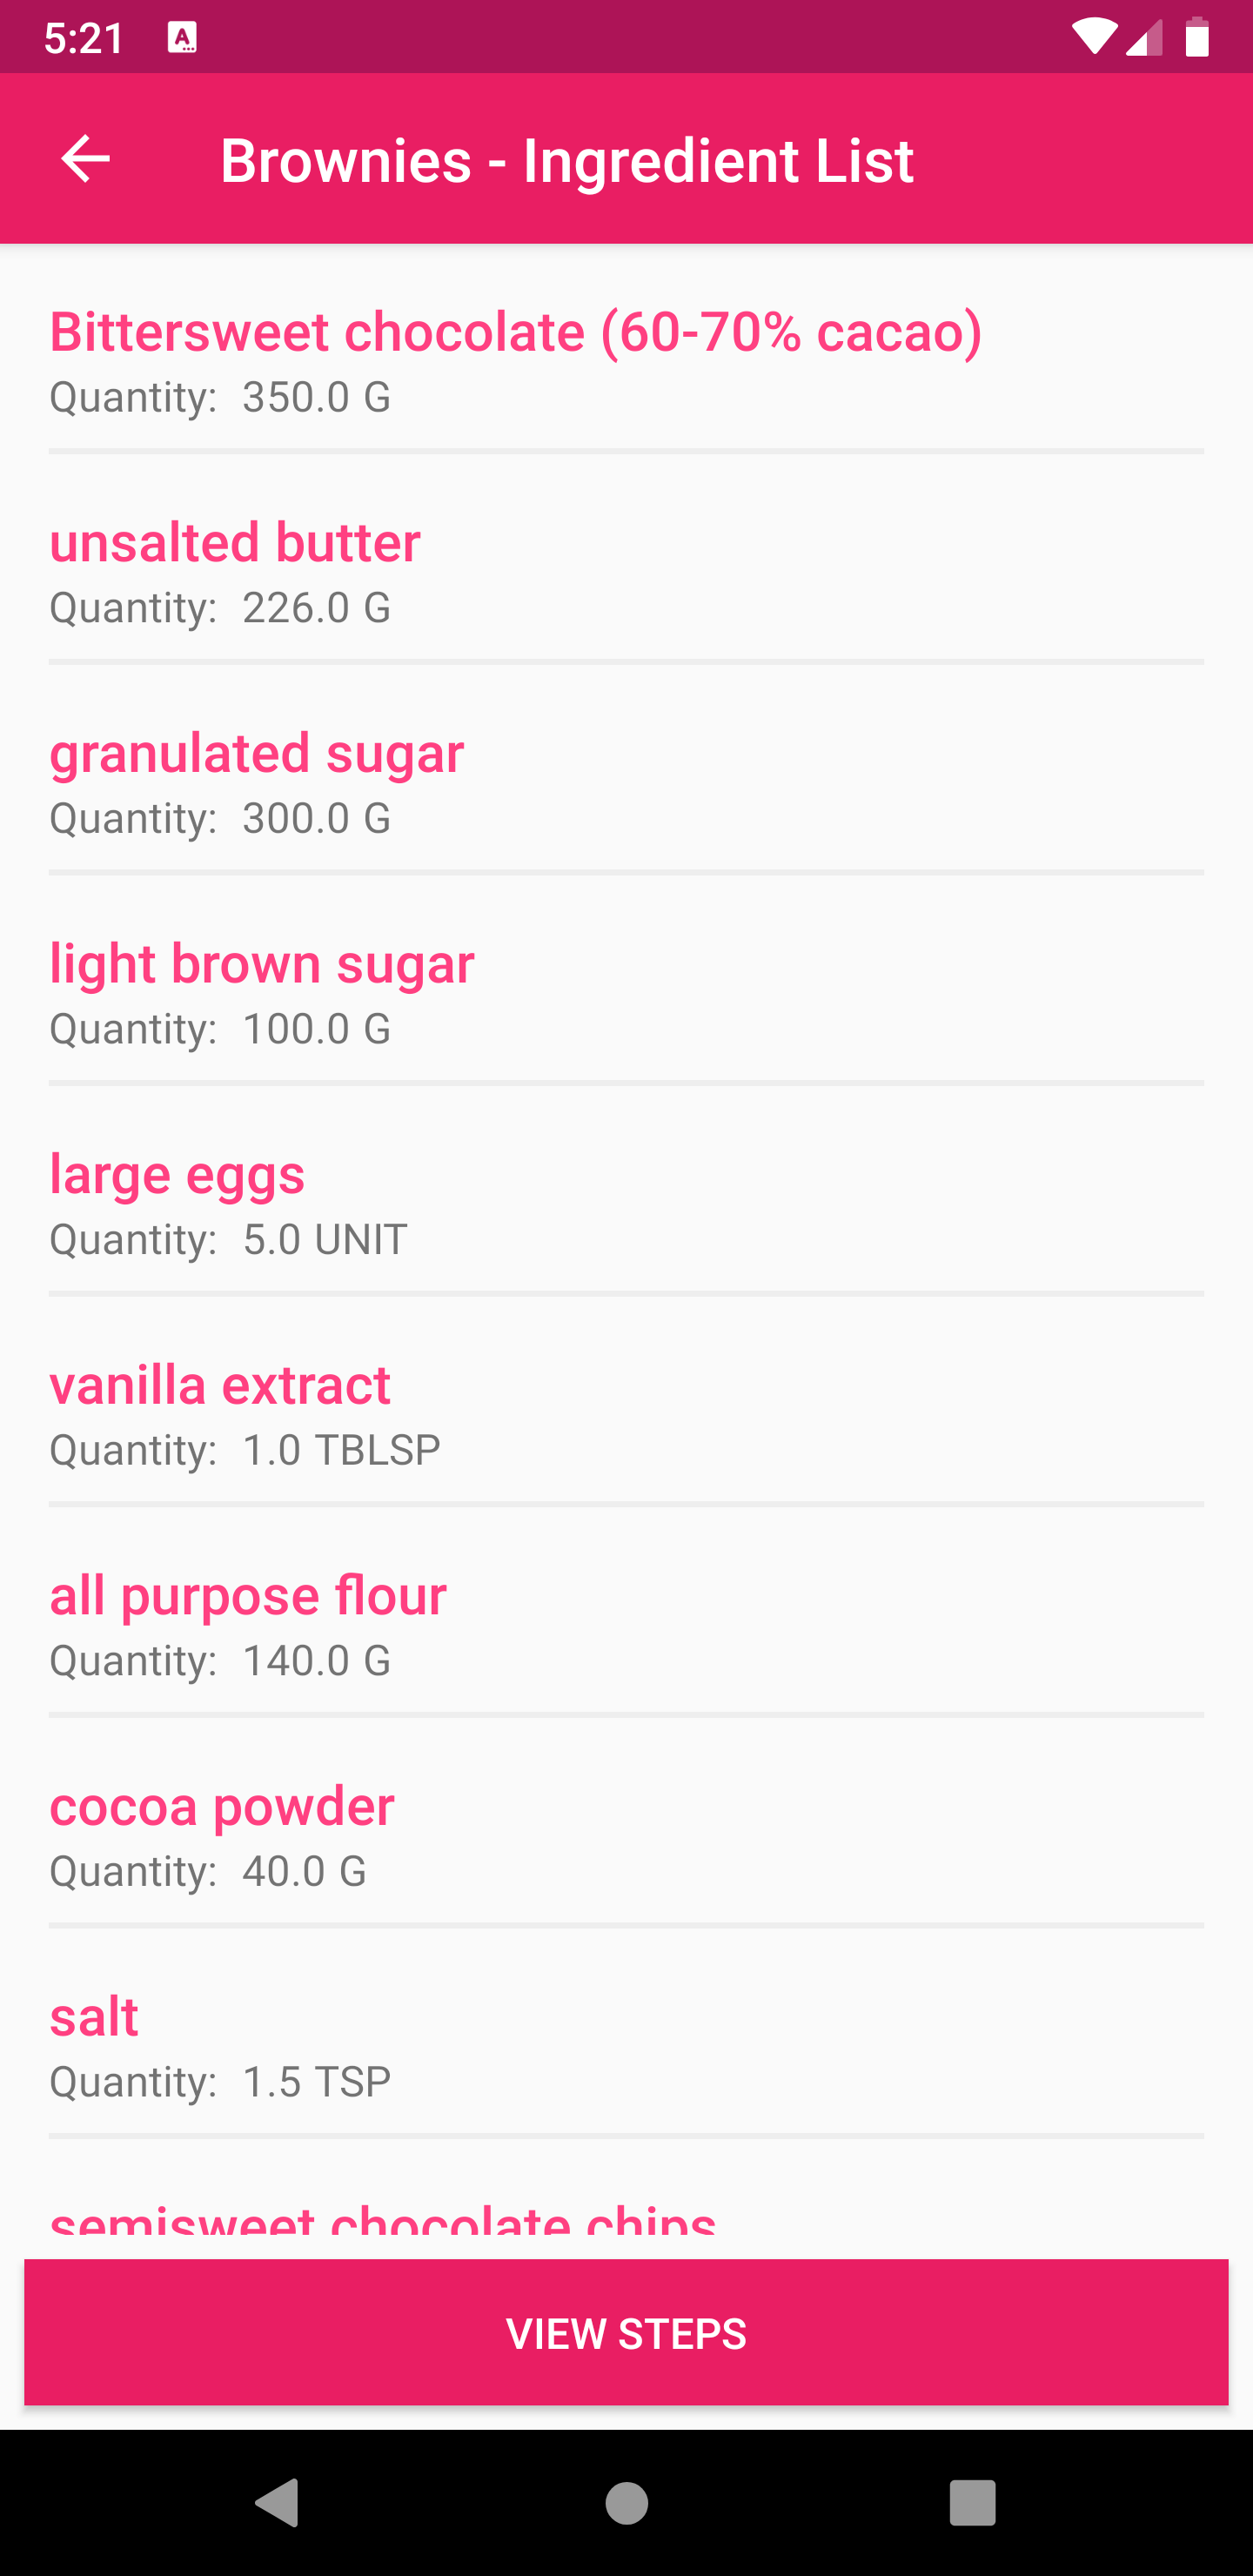 5:21
Brownies - Ingredient List
Bittersweet chocolate (60-70% cacao)
Quantity: 350.0 G
unsalted butter
Quantity: 226.0 G
granulated sugar
Quantity: 300.0 G
light brown sugar
Quantity: 100.0 G
large eggs
Quantity: 5.0 UNIT
vanilla extract
Quantity: 1.0 TBLSP
all purpose flour
Quantity: 140.0 G
cocoa powder
Quantity: 40.0 G
salt
Quantity: 1.5 TSP
semisweet chocolate chips
VIEW STEPS